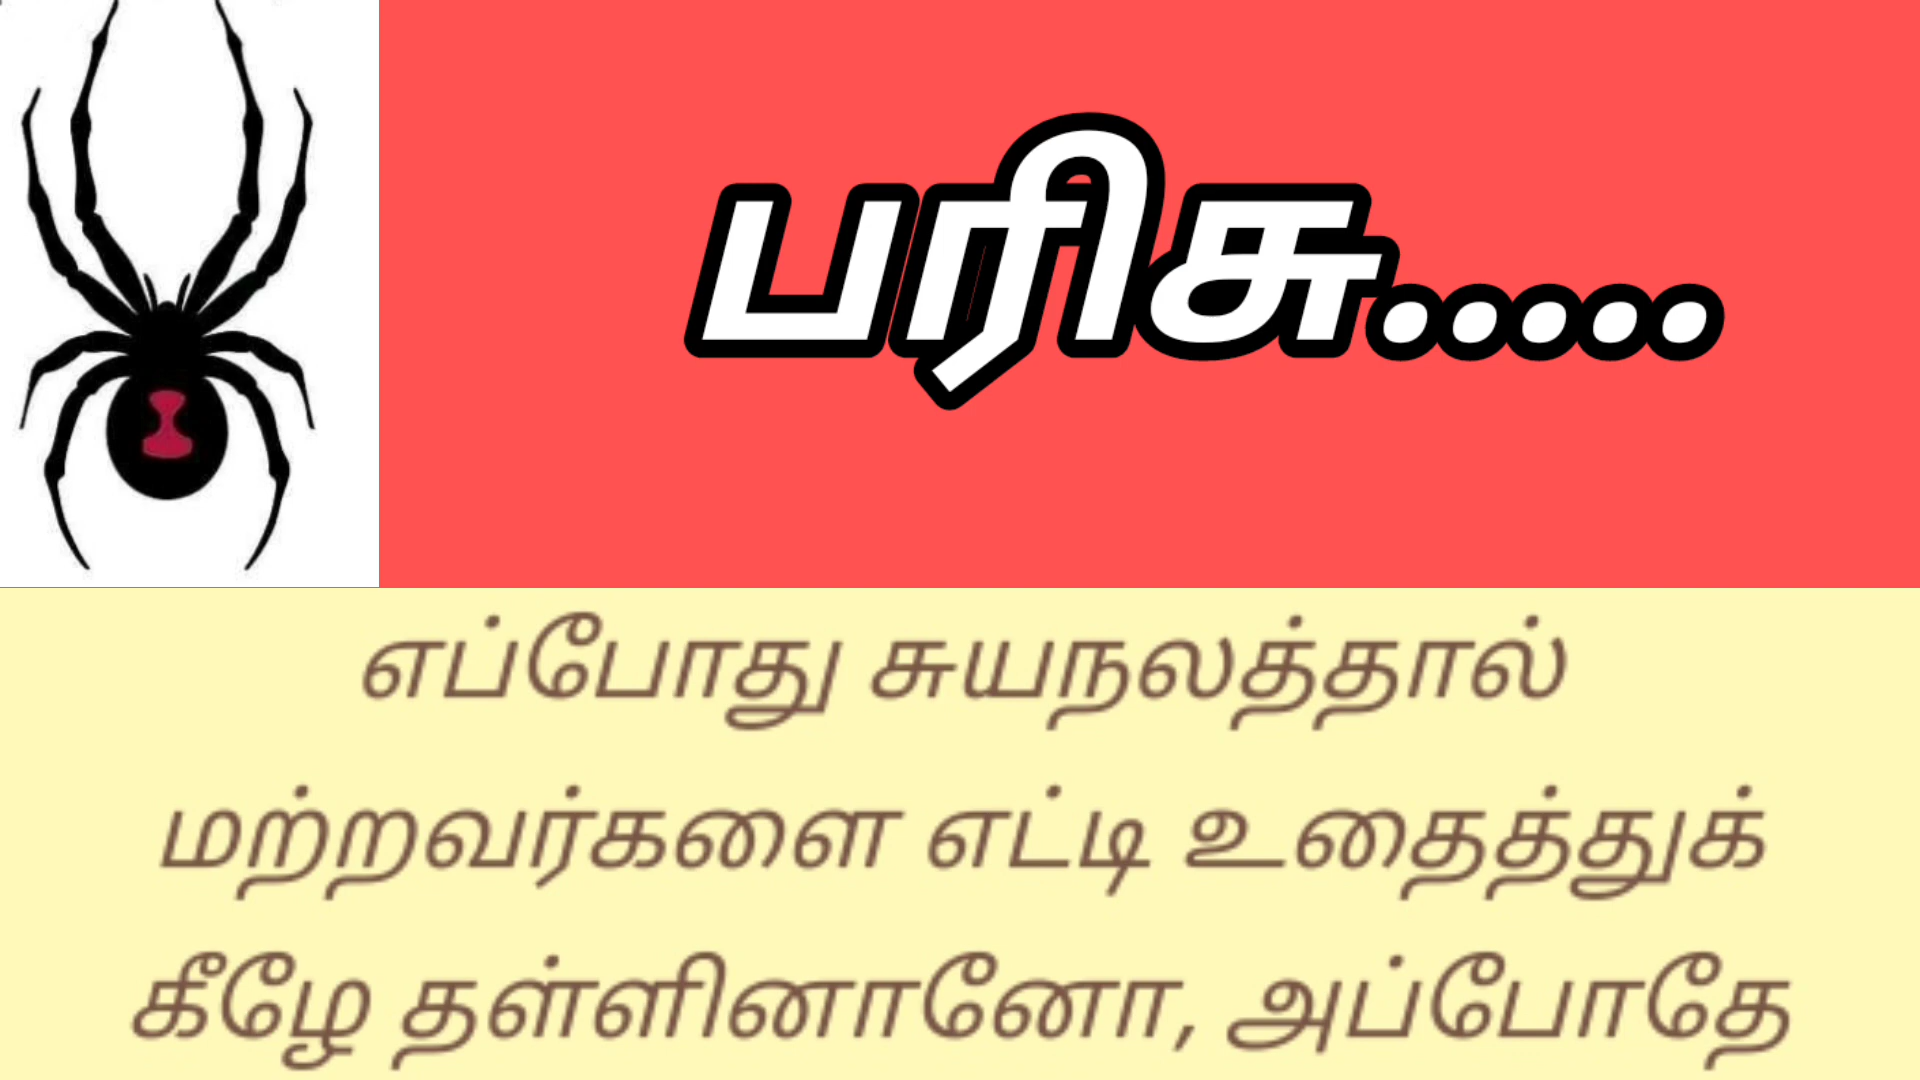 பரிசு.....
எப்போது சுயநலத்தால்
மற்றவர்களை எட்டி உதைத்துக்
கீழே தள்ளினானோ, அப்போதே